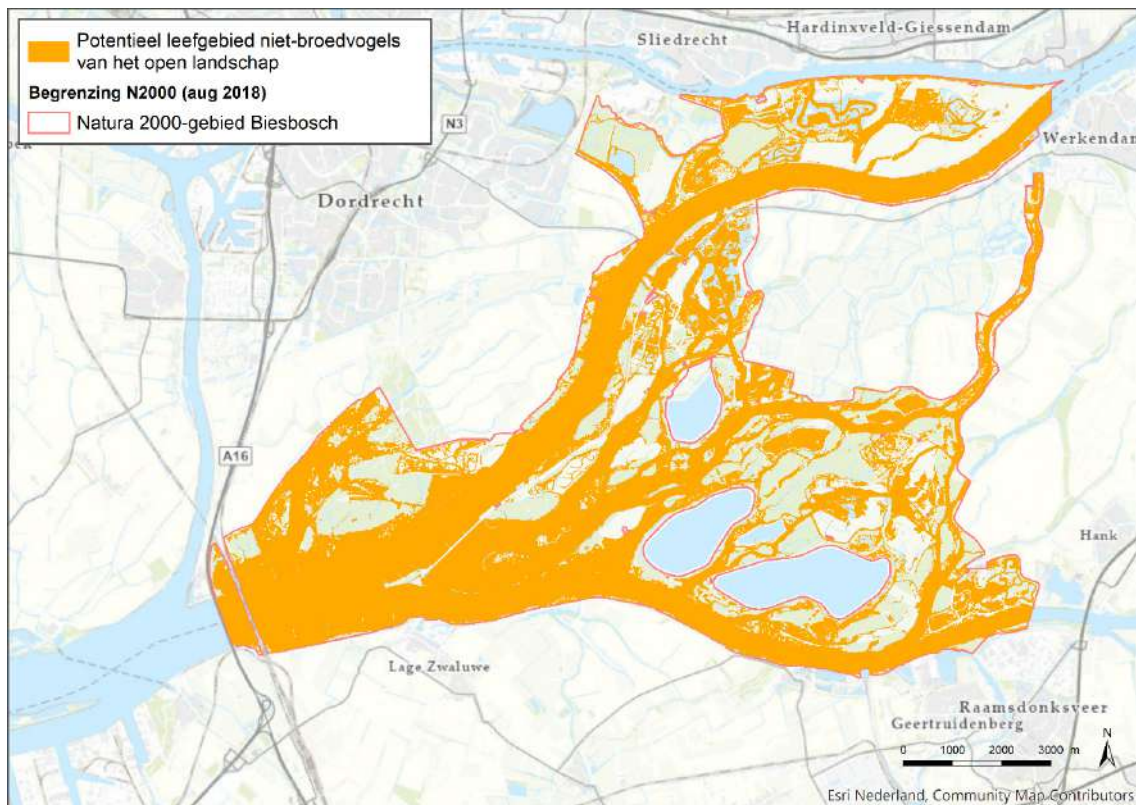 Potentieel leefgebied niet-broedvogels
van het open landschap
Begrenzing N2000 (aug 2018)
Natura 2000-gebied Biesbosch
Hardinxveld-Giessendam
Sliedrecht
N3
Werkendam
Dordrecht
A16
Hank
Lage Zwaluwe
Raamsdonksveer
Geertruidenberg
N
0 1000 2000 3000 m
Esri Nederland, Community Map Contributors